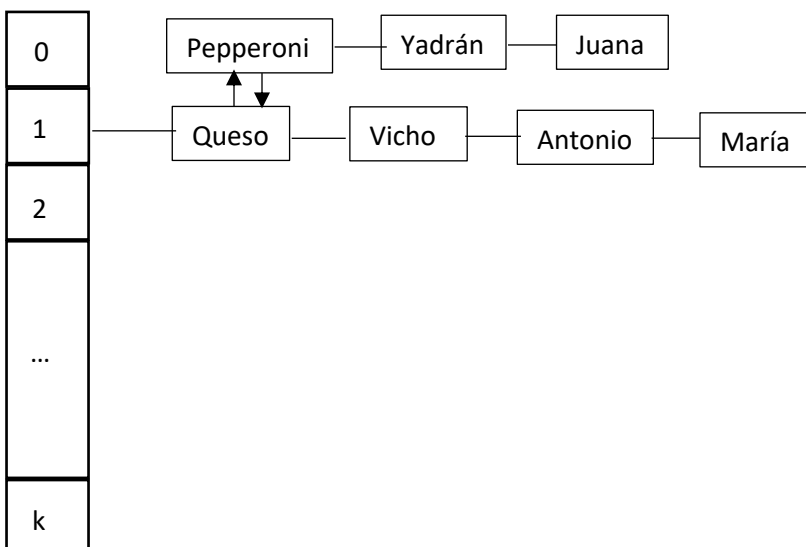 0
Pepperoni
Yadrán
Juana
1
Queso
Vicho
Antonio
María
2
...
k